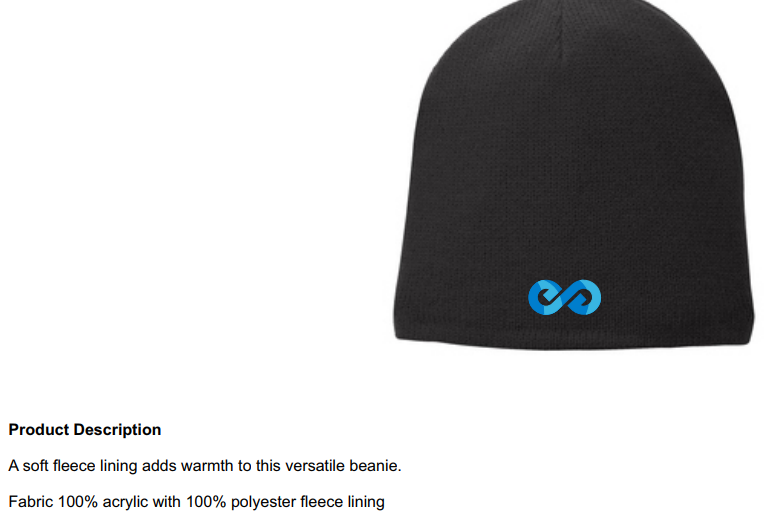 Product Description
A soft fleece lining adds warmth to this versatile beanie.
Fabric 100% acrylic with 100% polyester fleece lining